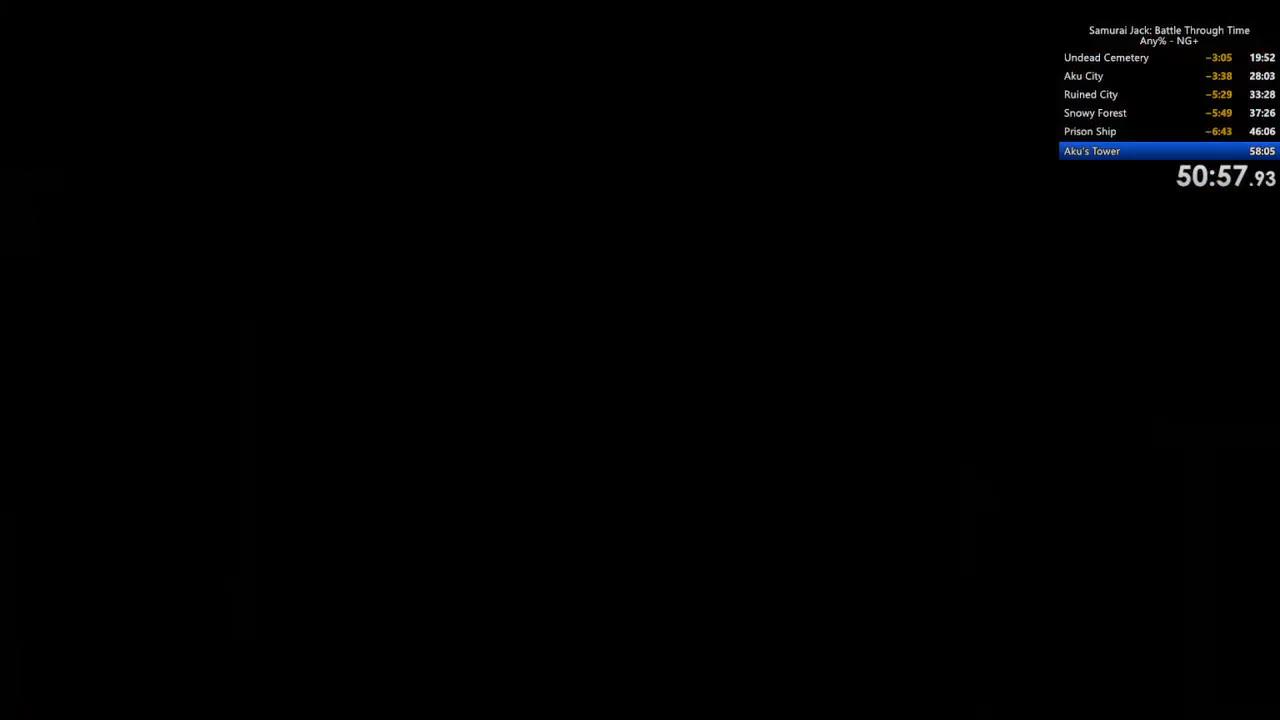 Samurai Jack: Battle Through Time
Any% - NG+
Undead Cemetery −3:05 19:52
Aku City −3:38 28:03
Ruined City −5:29 33:28
Snowy Forest −5:49 37:26
Prison Ship −6:43 46:06
Aku's Tower 58:05
50:57.93